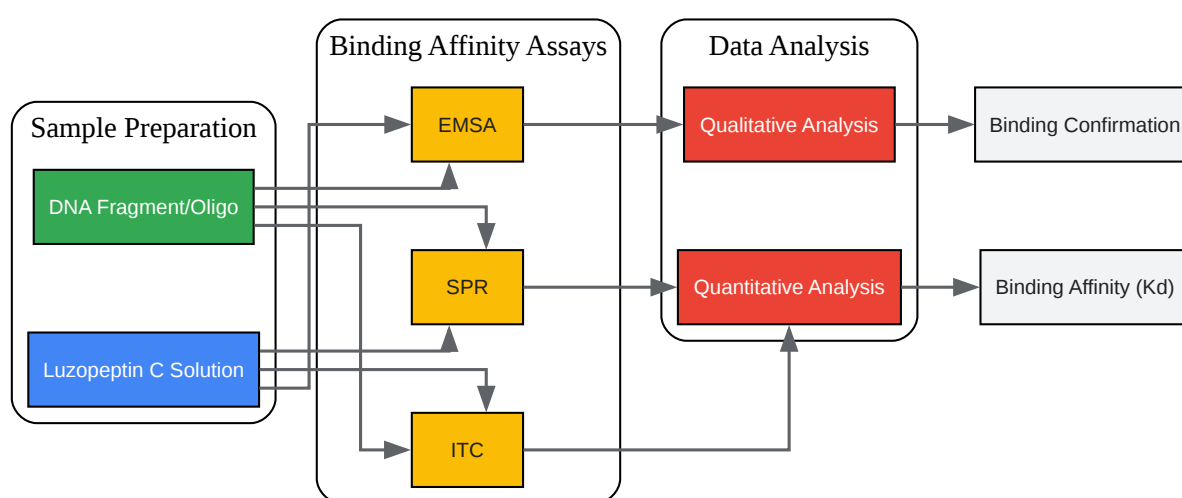 Binding Affinity Assays
Data Analysis
Sample Preparation
EMSA
Qualitative Analysis
Binding Confirmation
DNA Fragment/Oligo
SPR
Quantitative Analysis
Binding Affinity (Kd)
Luzopeptin C Solution
ITC